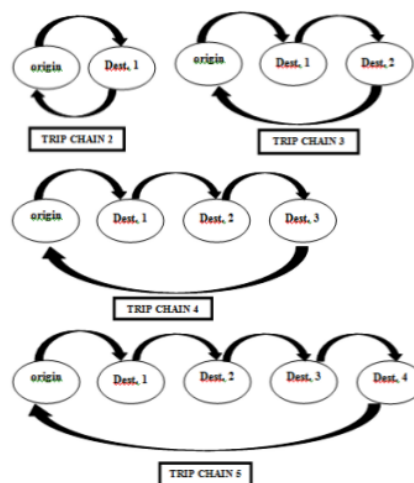 origin
Dest, 1
TRIP CHAIN 2
origin
Dest, 1
Dest, 2
TRIP CHAIN 3
origin
Dest, 1
Dest, 2
Dest, 3
TRIP CHAIN 4
origin
Dest, 1
Dest, 2
Dest, 3
Dest, 4
TRIP CHAIN 5